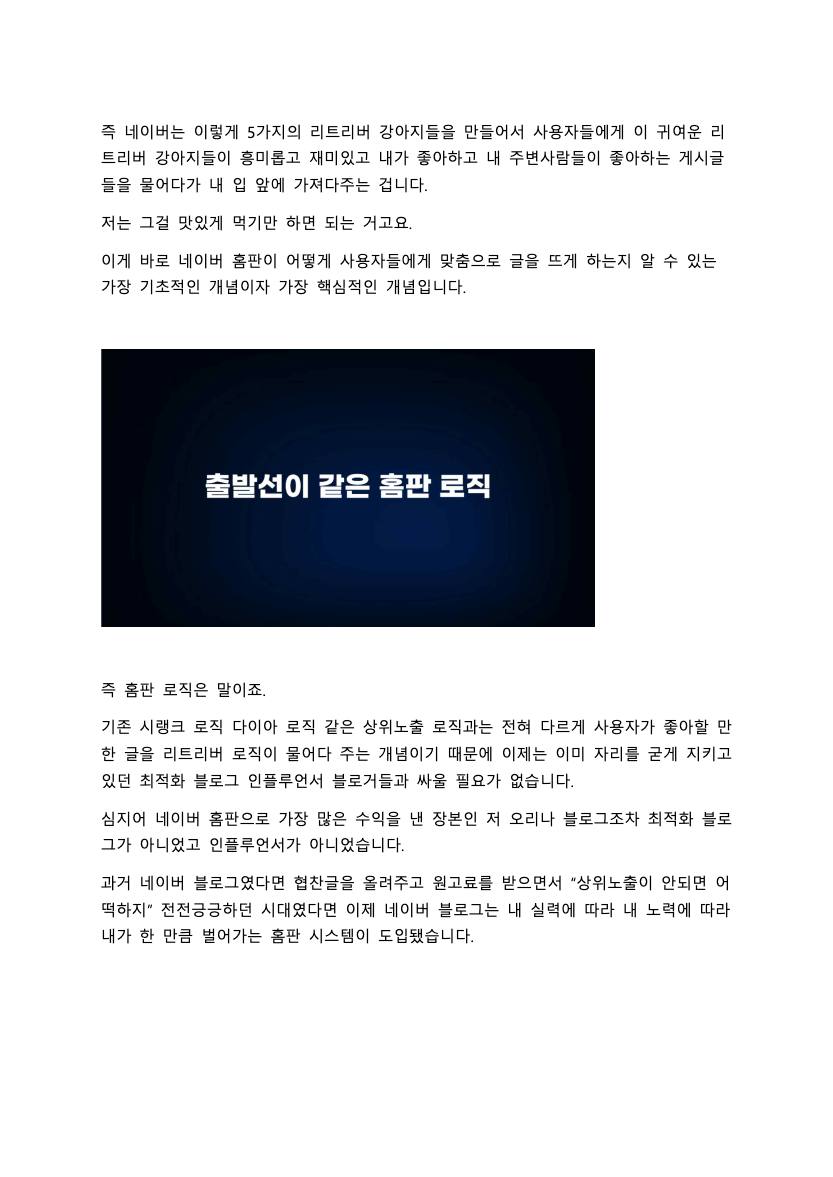 즉 네이버는 이렇게 5가지의 리트리버 강아지들을 만들어서 사용자들에게 이 귀여운 리
트리버 강아지들이 흥미롭고 재미있고 내가 좋아하고 내 주변사람들이 좋아하는 게시글
들을 물어다가 내 입 앞에 가져다주는 겁니다.
저는 그걸 맛있게 먹기만 하면 되는 거고요.
이게 바로 네이버 홈판이 어떻게 사용자들에게 맞춤으로 글을 뜨게 하는지 알 수 있는
가장 기초적인 개념이자 가장 핵심적인 개념입니다.
출발선이 같은 홈판 로직
즉 홈판 로직은 말이죠.
기존 시랭크 로직 다이아 로직 같은 상위노출 로직과는 전혀 다르게 사용자가 좋아할 만
한 글을 리트리버 로직이 물어다 주는 개념이기 때문에 이제는 이미 자리를 굳게 지키고
있던 최적화 블로그 인플루언서 블로거들과 싸울 필요가 없습니다.
심지어 네이버 홈판으로 가장 많은 수익을 낸 장본인 저 오리나 블로그조차 최적화 블로
그가 아니었고 인플루언서가 아니었습니다.
과거 네이버 블로그였다면 협찬글을 올려주고 원고료를 받으면서 “상위노출이 안되면 어
떡하지” 전전긍긍하던 시대였다면 이제 네이버 블로그는 내 실력에 따라 내 노력에 따라
내가 한 만큼 벌어가는 홈판 시스템이 도입됐습니다.